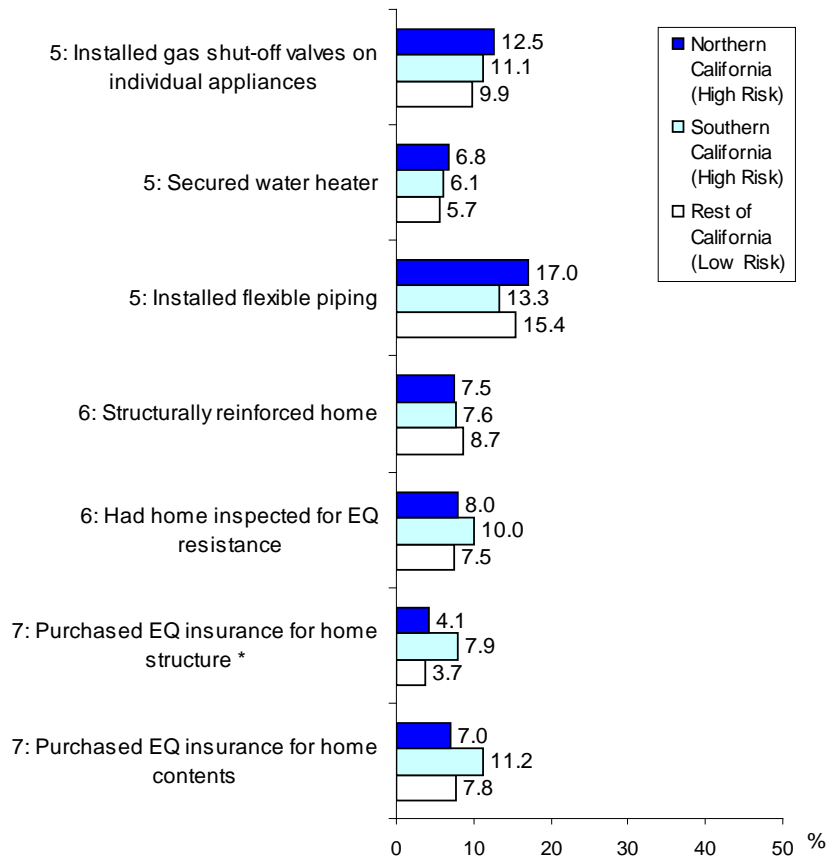 5: Installed gas shut-off valves on
individual appliances
12.5
11.1
9.9
5: Secured water heater
6.8
6.1
5.7
5: Installed flexible piping
17.0
13.3
15.4
6: Structurally reinforced home
7.5
7.6
8.7
6: Had home inspected for EQ
resistance
8.0
10.0
7.5
7: Purchased EQ insurance for home
structure *
4.1
7.9
3.7
7: Purchased EQ insurance for home
contents
7.0
11.2
7.8
0 10 20 30 40 50 %
Northern
California
(High Risk)
Southern
California
(High Risk)
Rest of
California
(Low Risk)